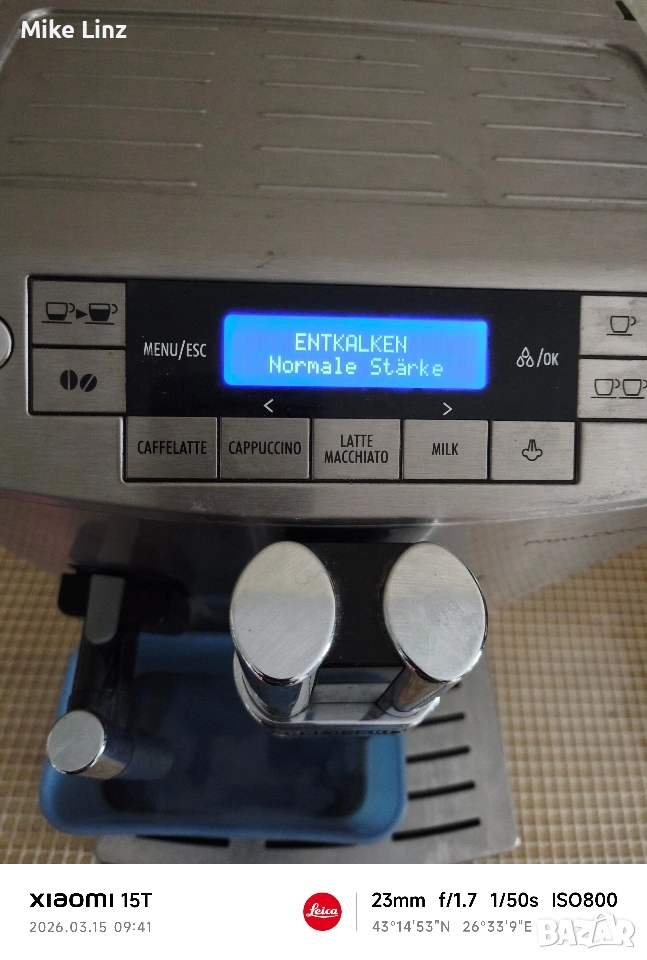 Mike Linz
MENU/ESC
ENTKALKEN
Normale Stärke
/OK
< >
CAFFELATTE CAPPUCCINO LATTE MACCHIATO MILK
XIAOMI 15T
2026.03.15 09:41
Leica
23mm f/1.7 1/50s ISO800
43°14'53"N 26°33'9"E
BAZAR